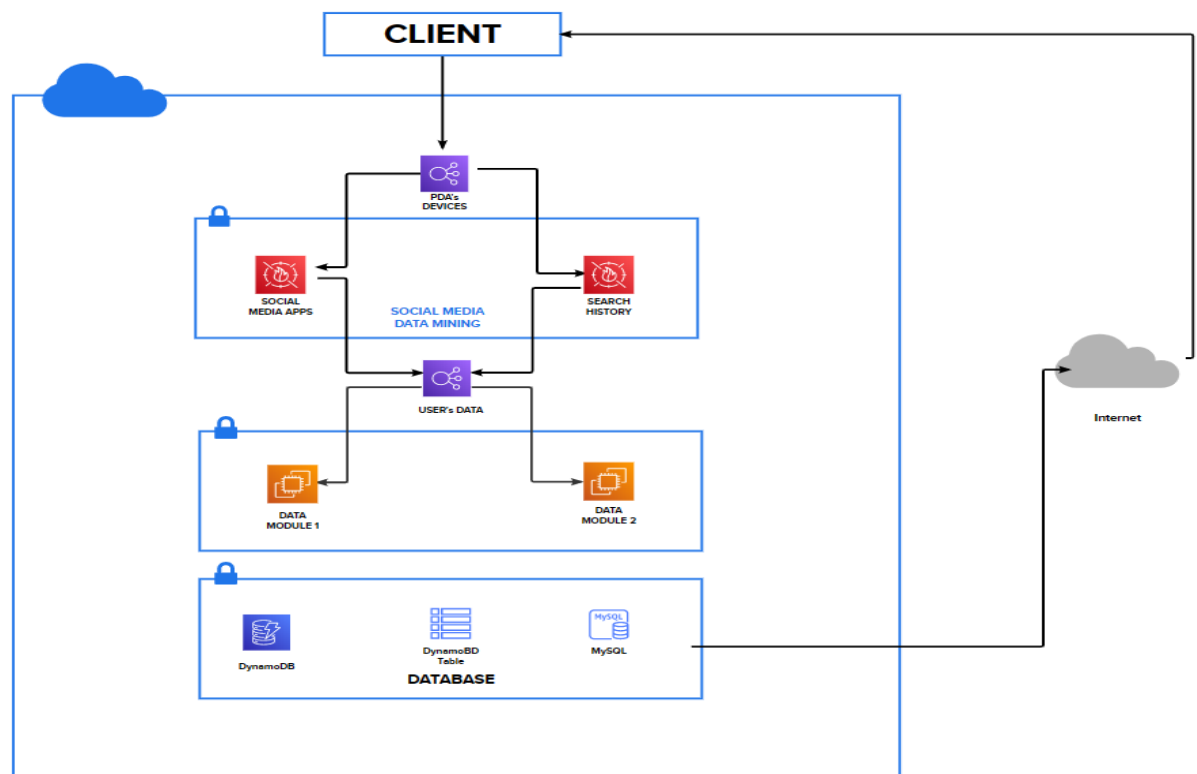 CLIENT
PDA's
DEVICES
SOCIAL
MEDIA APPS
SOCIAL MEDIA
DATA MINING
SEARCH
HISTORY
USER's DATA
Internet
DATA
MODULE 1
DATA
MODULE 2
DynamoDB
DynamoBD
Table
MySQL
MySQL
DATABASE